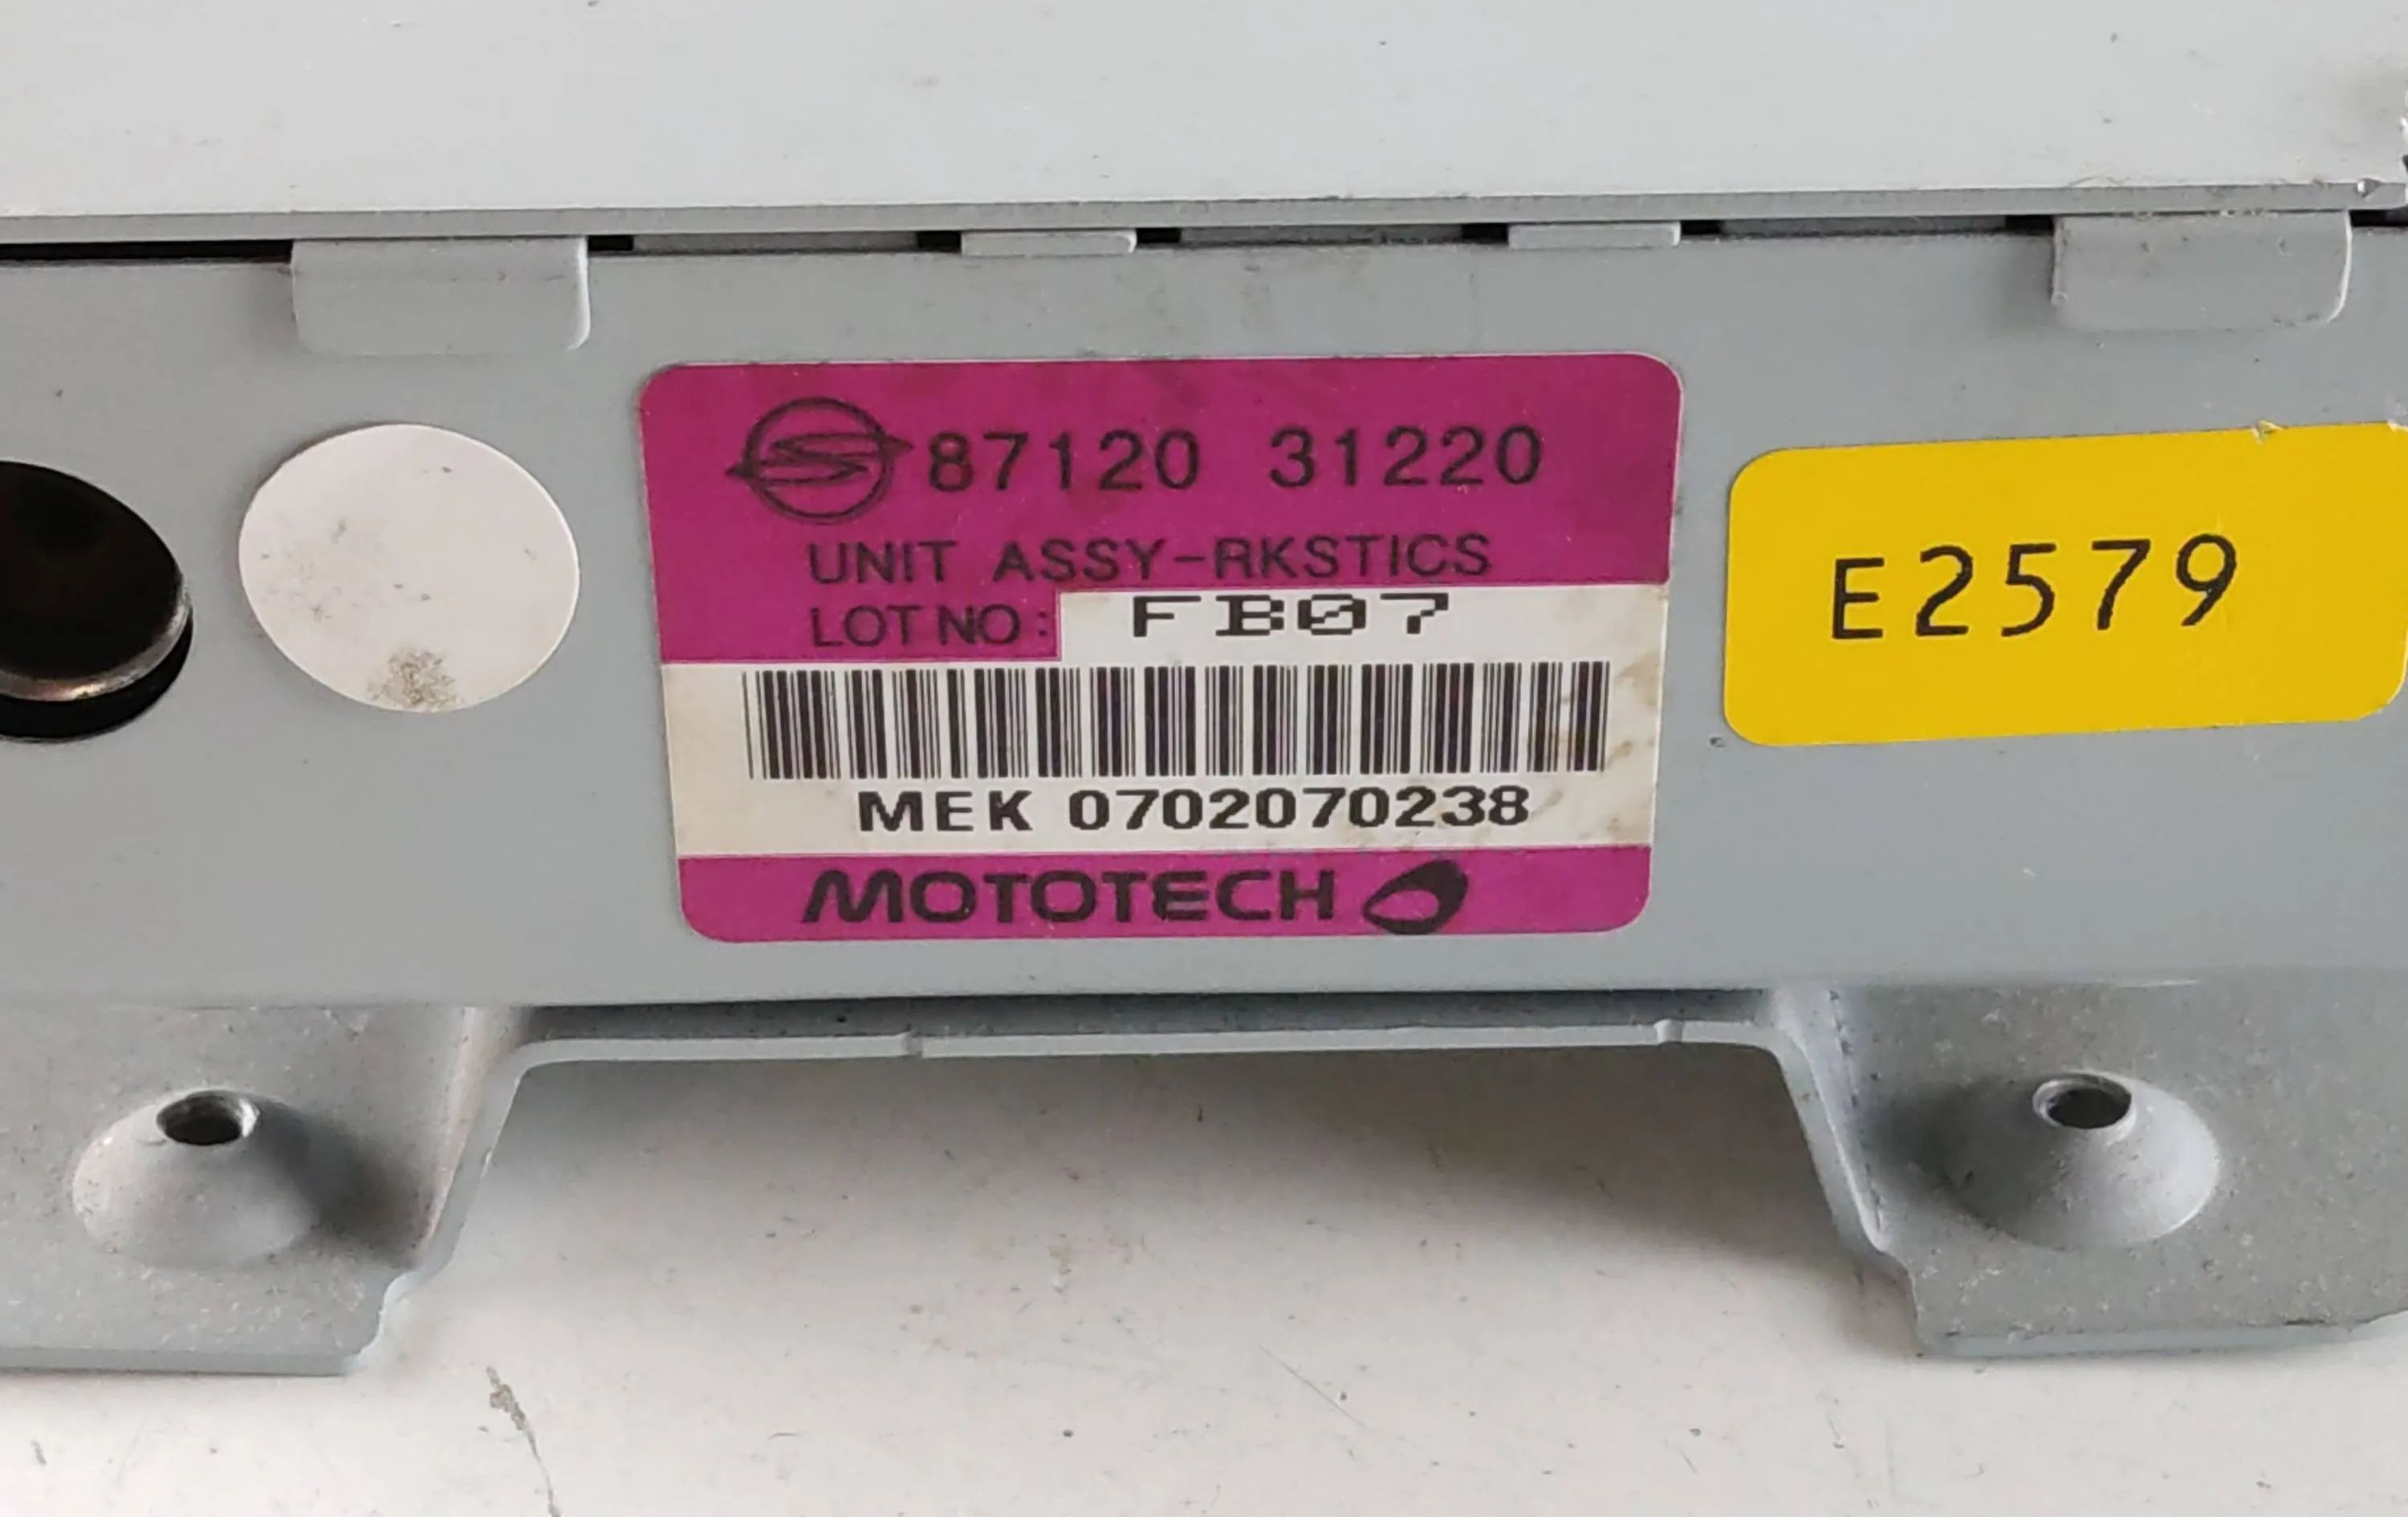 87120 31220
UNIT ASSY-RKSTICS
LOT NO: FB07
MEK 0702070238
MOTOTECH
E2579